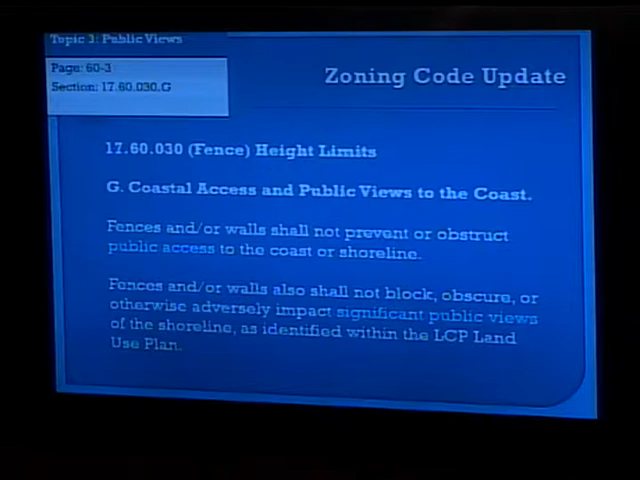 Topic 3: Public Views
Page: 60-3
Section: 17.60.030.G
Zoning Code Update
17.60.030 (Fence) Height Limits
G. Coastal Access and Public Views to the Coast.
Fences and/or walls shall not prevent or obstruct
public access to the coast or shoreline.
Fences and/or walls also shall not block, obscure, or
otherwise adversely impact significant public views
of the shoreline, as identified within the LCP Land
Use Plan.